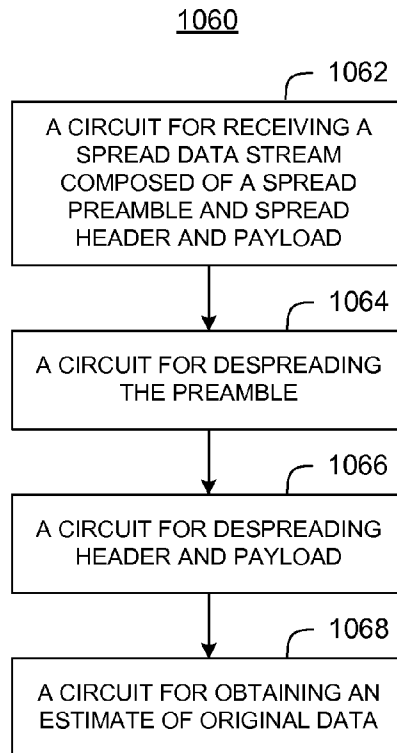 1060
1062
A CIRCUIT FOR RECEIVING A
SPREAD DATA STREAM
COMPOSED OF A SPREAD
PREAMBLE AND SPREAD
HEADER AND PAYLOAD
1064
A CIRCUIT FOR DESPREADING
THE PREAMBLE
1066
A CIRCUIT FOR DESPREADING
HEADER AND PAYLOAD
1068
A CIRCUIT FOR OBTAINING AN
ESTIMATE OF ORIGINAL DATA